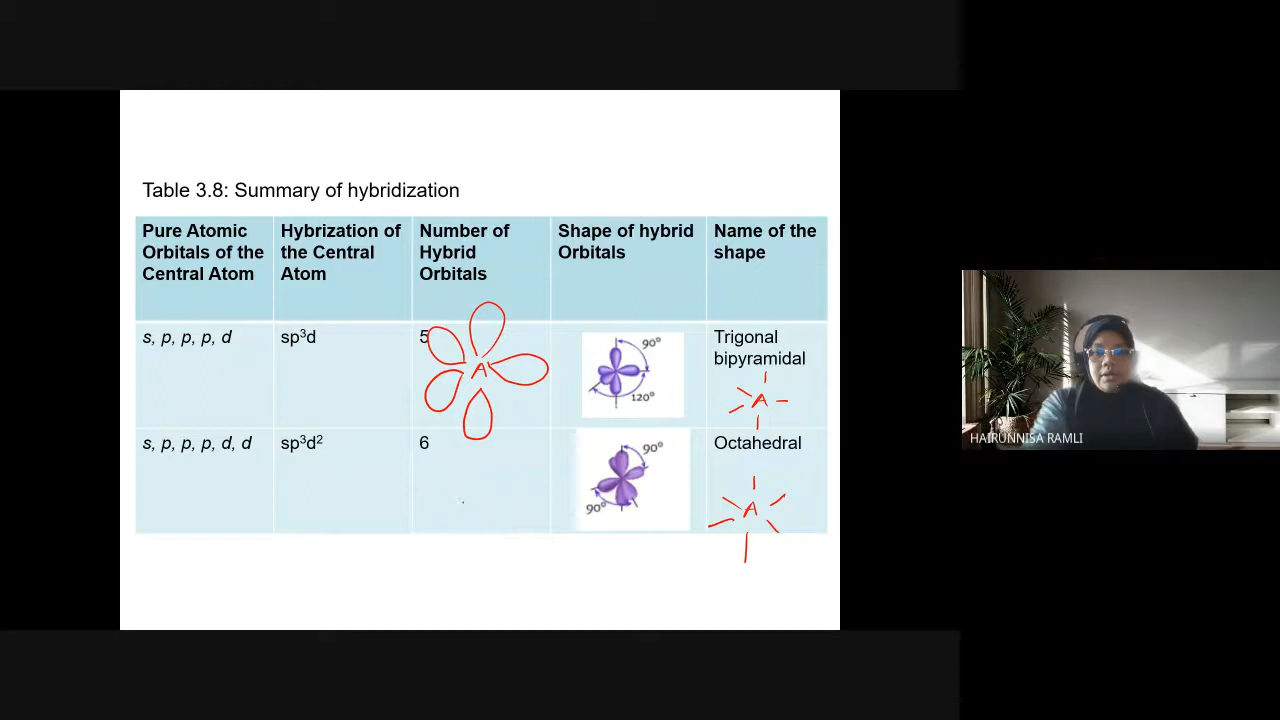 Table 3.8: Summary of hybridization
Pure Atomic
Orbitals of the
Central Atom
Hybrization of
the Central
Atom
Number of
Hybrid
Orbitals
Shape of hybrid
Orbitals
Name of the
shape
s, p, p, p, d
sp³d
5
A
90°
120°
Trigonal
bipyramidal
A
s, p, p, p, d, d
sp³d²
6
90°
90°
Octahedral
A
HAIRUNNISA RAMLI